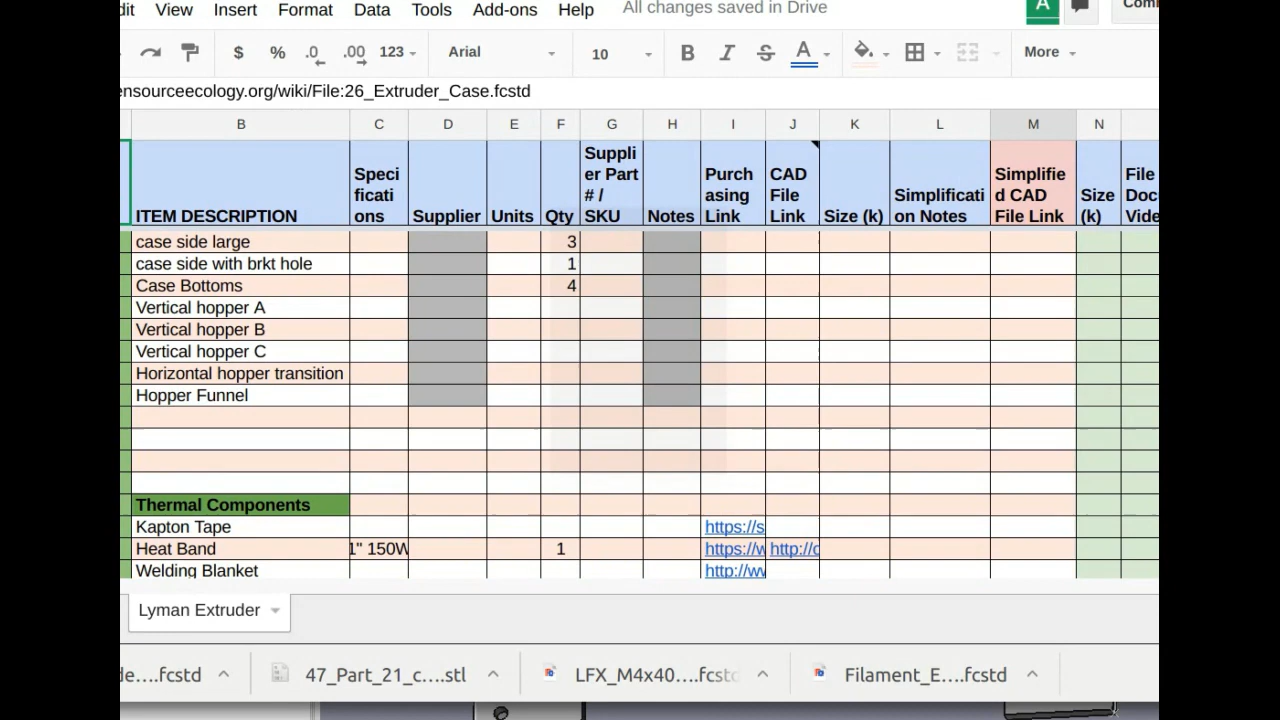 dit View Insert Format Data Tools Add-ons Help All changes saved in Drive A Com
$ % .0 .00 123 Arial 10 B I S A More
ensourceecology.org/wiki/File:26_Extruder_Case.fcstd
B C D E F G H I J K L M N
ITEM DESCRIPTION Specifications Supplier Units Qty Supplier Part # / SKU Notes Purchasing Link CAD File Link Size (k) Simplification Notes Simplified CAD File Link Size (k) File Docu Vide
case side large 3
case side with brkt hole 1
Case Bottoms 4
Vertical hopper A
Vertical hopper B
Vertical hopper C
Horizontal hopper transition
Hopper Funnel
Thermal Components
Kapton Tape https://s
Heat Band 1" 150W 1 https://w http://o
Welding Blanket http://ww
Lyman Extruder
de....fcstd 47_Part_21_c....stl LFX_M4x40....fcstd Filament_E....fcstd